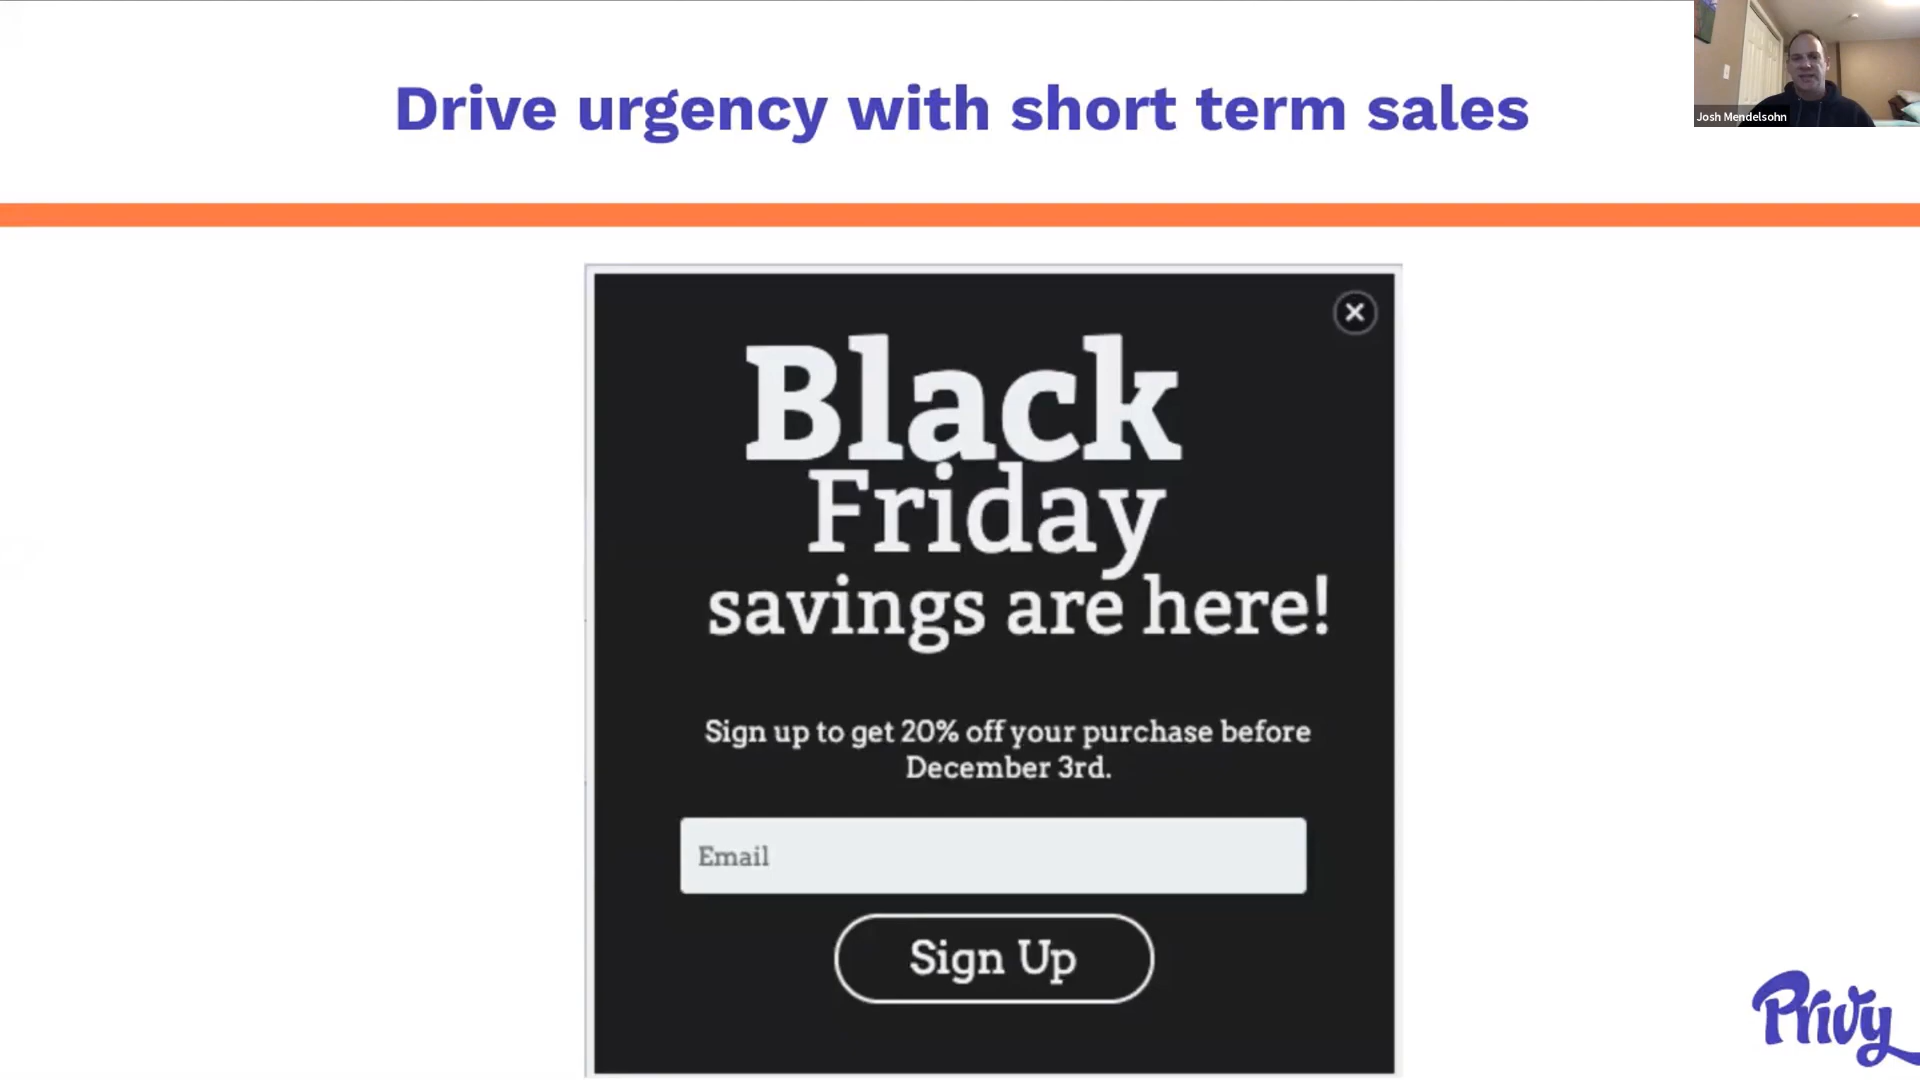 Drive urgency with short term sales
Josh Mendelsohn
Black
Friday
savings are here!
Sign up to get 20% off your purchase before
December 3rd.
Email
Sign Up
Privy